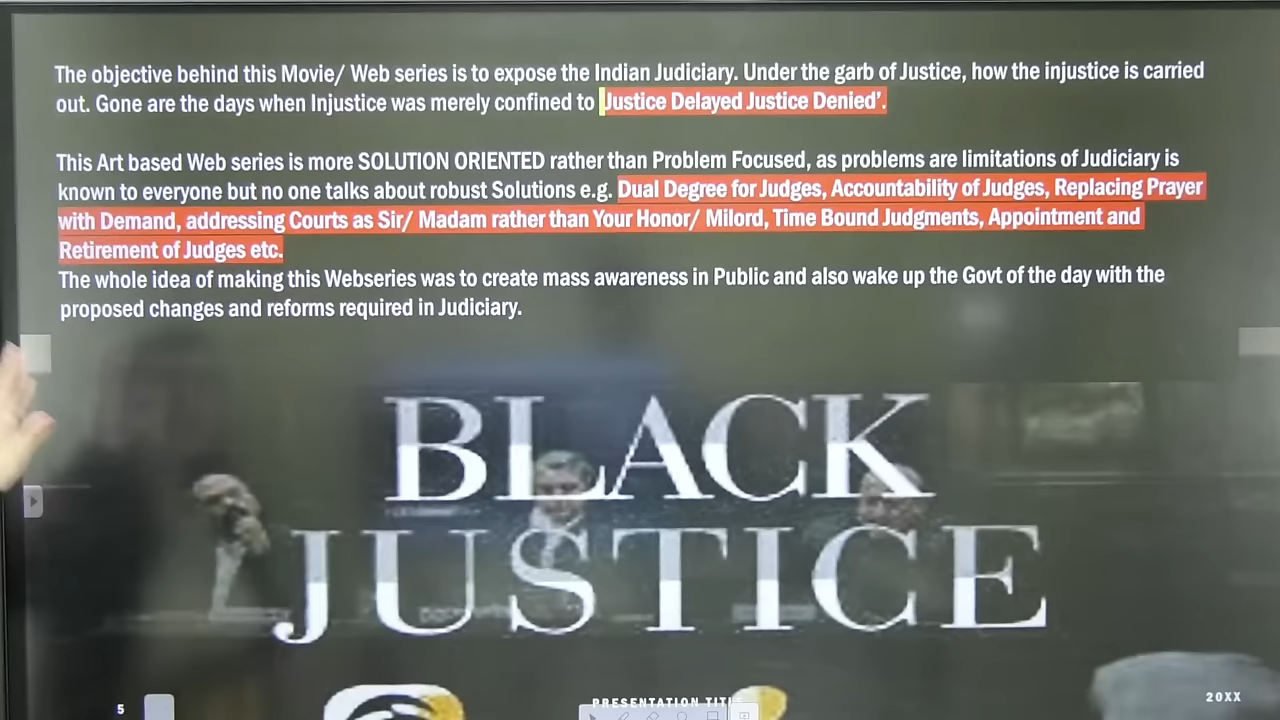 The objective behind this Movie/ Web series is to expose the Indian Judiciary. Under the garb of Justice, how the injustice is carried
out. Gone are the days when Injustice was merely confined to 'Justice Delayed Justice Denied'.
This Art based Web series is more SOLUTION ORIENTED rather than Problem Focused, as problems are limitations of Judiciary is
known to everyone but no one talks about robust Solutions e.g. Dual Degree for Judges, Accountability of Judges, Replacing Prayer
with Demand, addressing Courts as Sir/ Madam rather than Your Honor/ Milord, Time Bound Judgments, Appointment and
Retirement of Judges etc.
The whole idea of making this Webseries was to create mass awareness in Public and also wake up the Govt of the day with the
proposed changes and reforms required in Judiciary.
BLACK
JUSTICE
5
PRESENTATION TITL
20XX